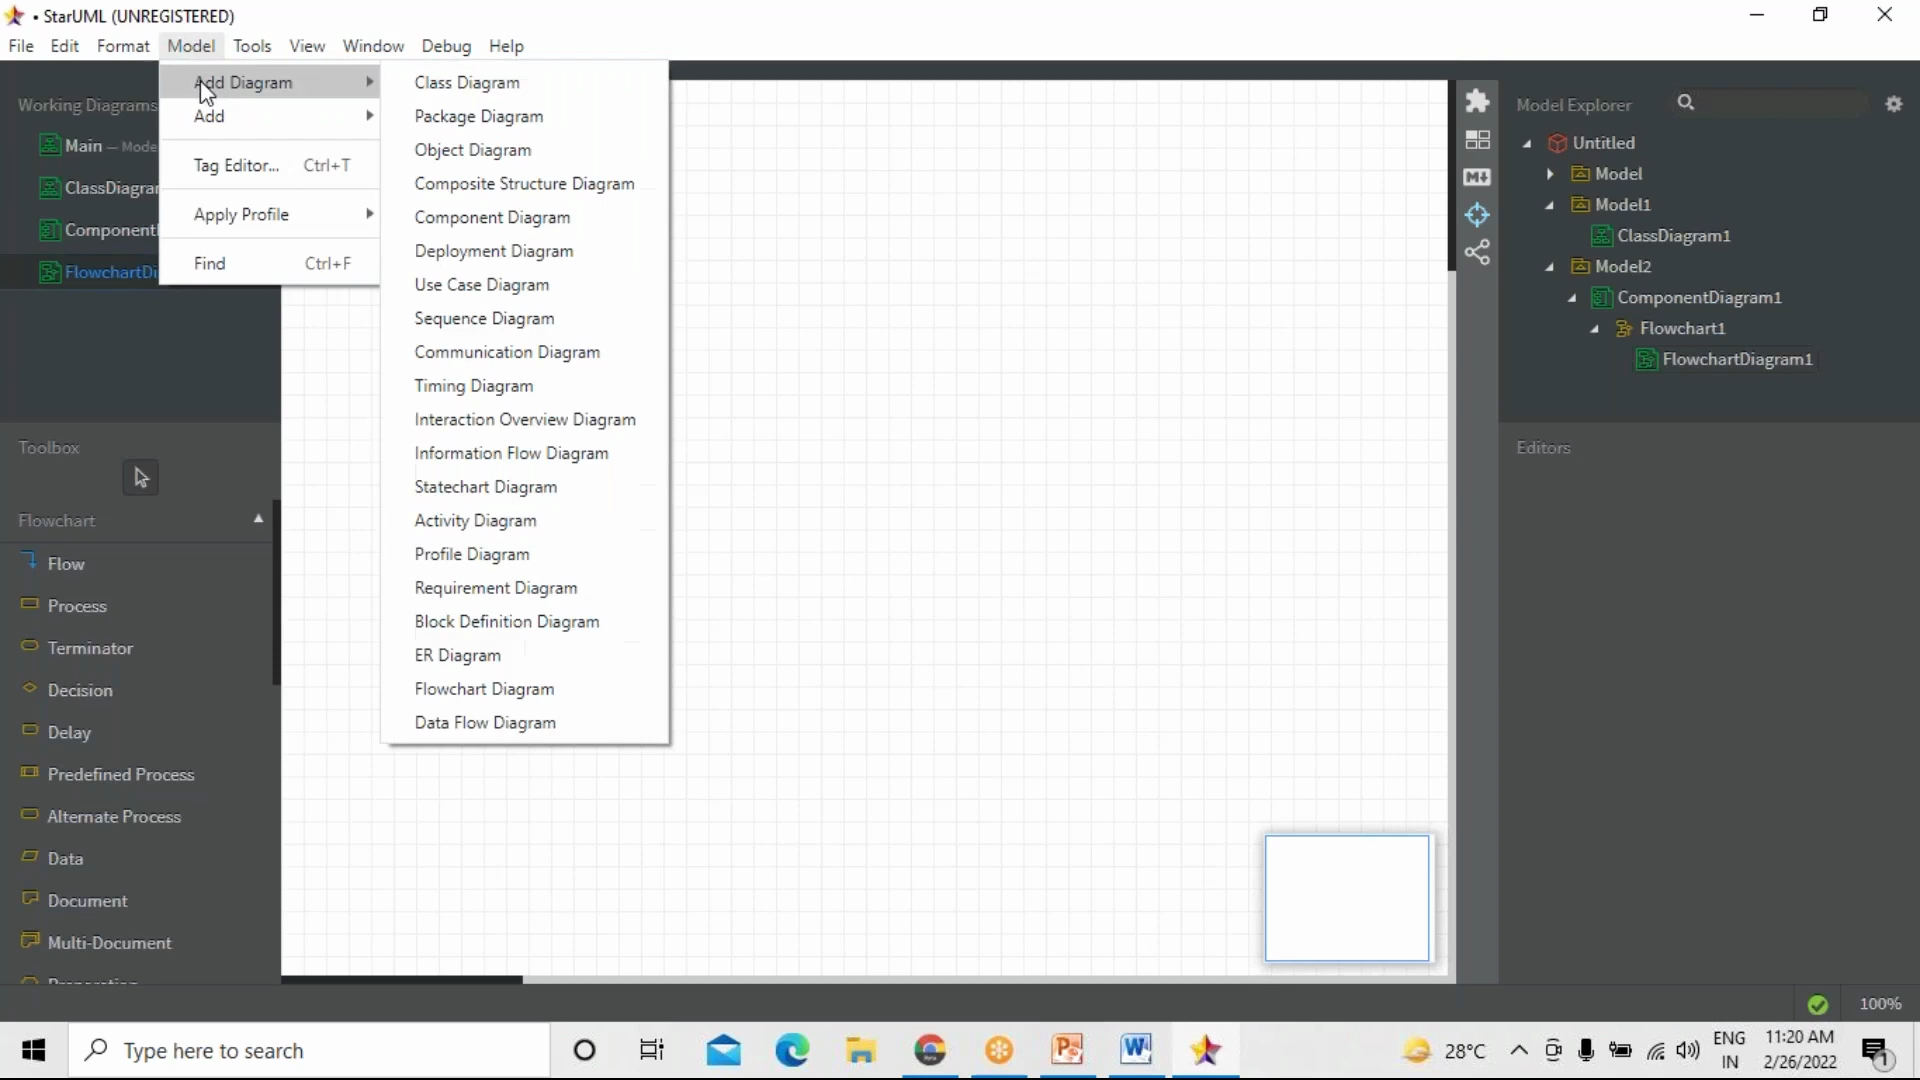 • StarUML (UNREGISTERED)
File Edit Format Model Tools View Window Debug Help
Working Diagrams
Main — Mode
ClassDiagra
Component
FlowchartDi
Add Diagram
Add
Tag Editor... Ctrl+T
Apply Profile
Find Ctrl+F
Class Diagram
Package Diagram
Object Diagram
Composite Structure Diagram
Component Diagram
Deployment Diagram
Use Case Diagram
Sequence Diagram
Communication Diagram
Timing Diagram
Interaction Overview Diagram
Information Flow Diagram
Statechart Diagram
Activity Diagram
Profile Diagram
Requirement Diagram
Block Definition Diagram
ER Diagram
Flowchart Diagram
Data Flow Diagram
Toolbox
Flowchart
Flow
Process
Terminator
Decision
Delay
Predefined Process
Alternate Process
Data
Document
Multi-Document
M↓
Model Explorer
Untitled
Model
Model1
ClassDiagram1
Model2
ComponentDiagram1
Flowchart1
FlowchartDiagram1
Editors
100%
Type here to search
28°C
ENG
IN
11:20 AM
2/26/2022
1